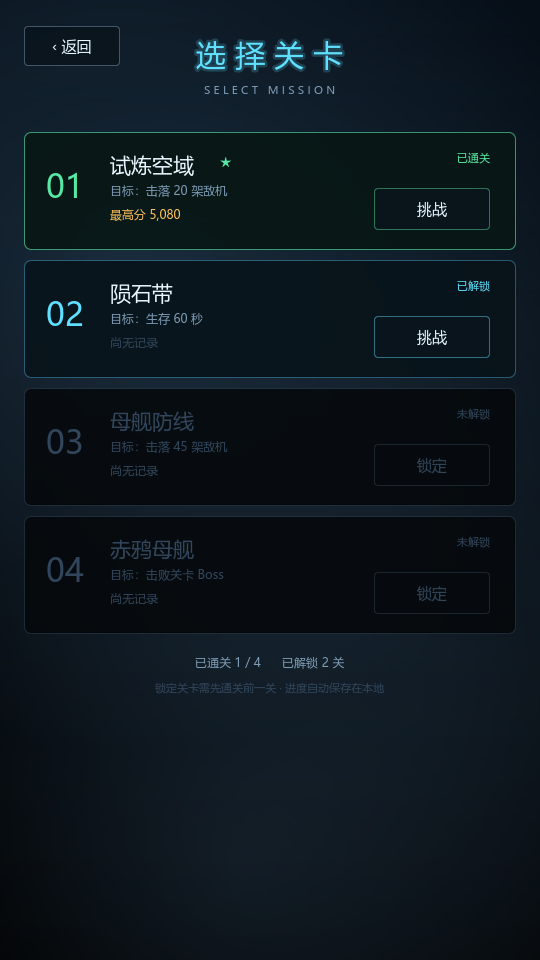 ‹ 返回
选择关卡
SELECT MISSION
01
试炼空域 ★
已通关
目标：击落 20 架敌机
最高分 5,080
挑战
02
陨石带
已解锁
目标：生存 60 秒
尚无记录
挑战
03
母舰防线
未解锁
目标：击落 45 架敌机
尚无记录
锁定
04
赤鸦母舰
未解锁
目标：击败关卡 Boss
尚无记录
锁定
已通关 1 / 4 已解锁 2 关
锁定关卡需先通关前一关 · 进度自动保存在本地